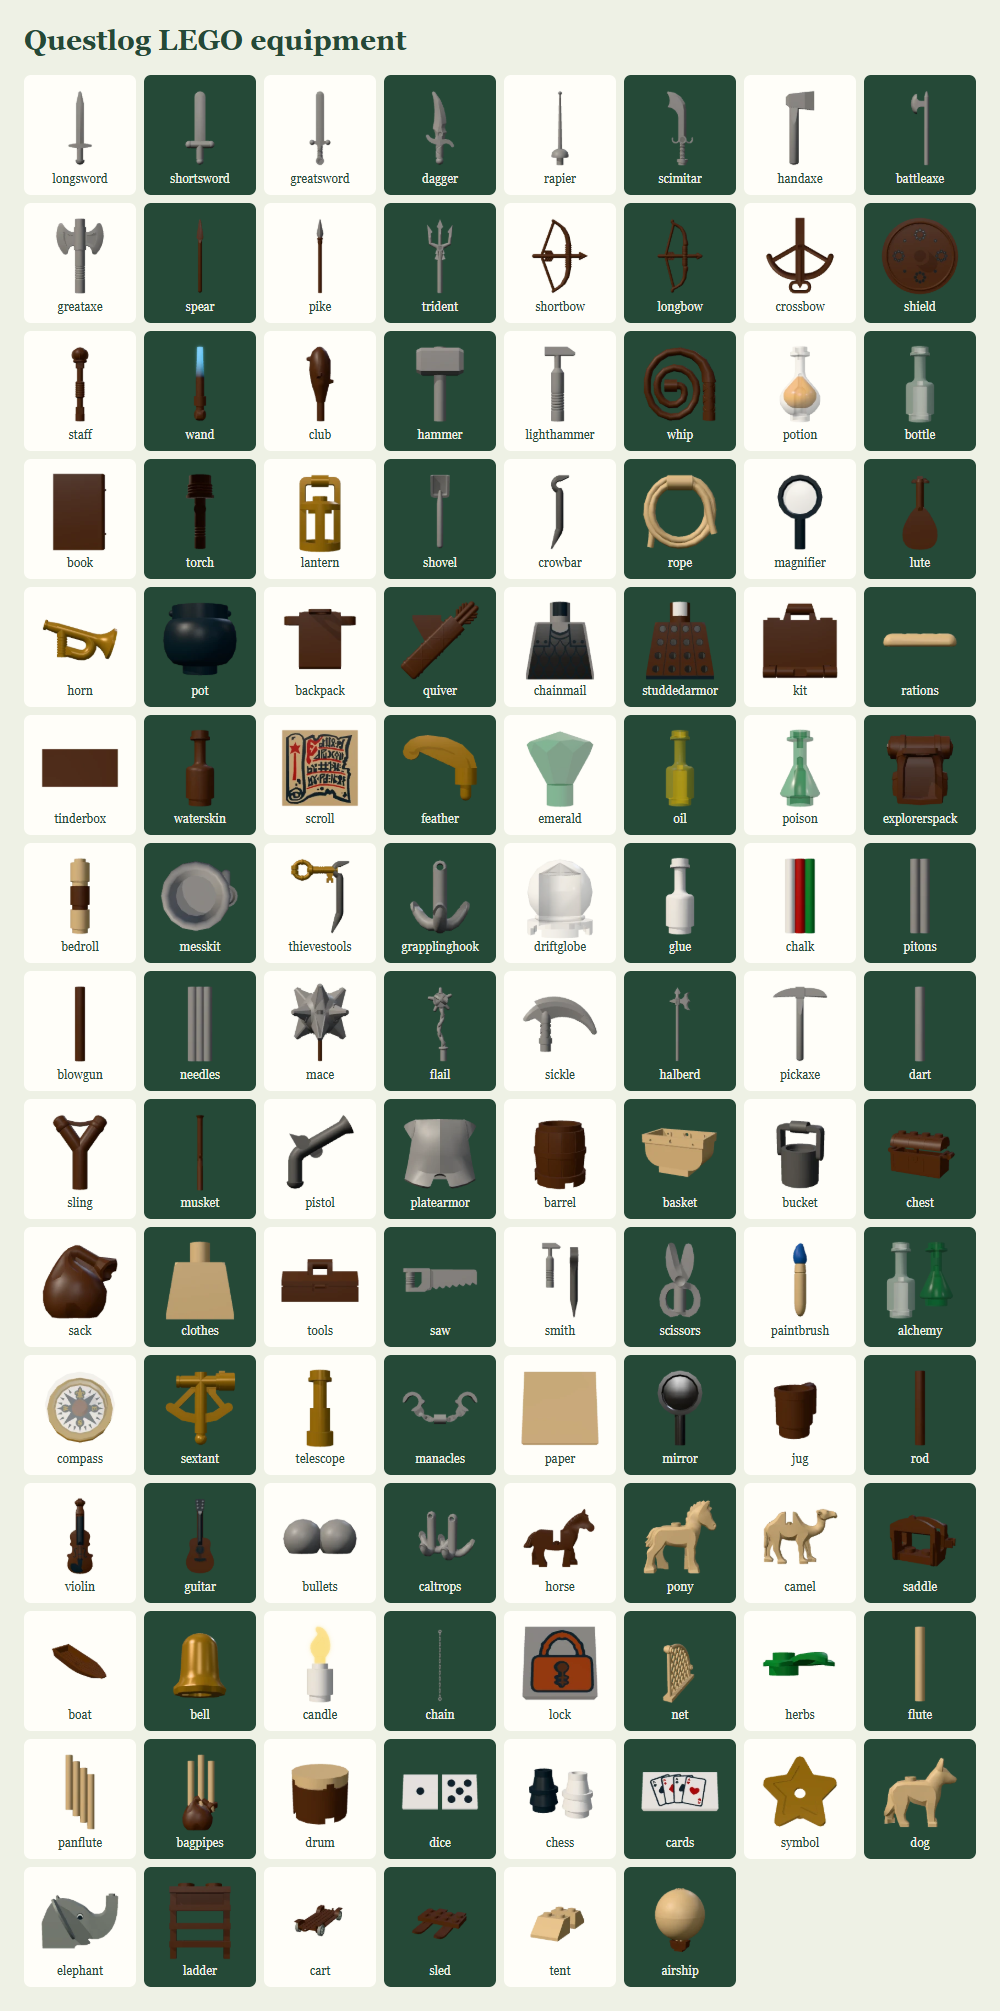 Questlog LEGO equipment
longsword
shortsword
greatsword
dagger
rapier
scimitar
handaxe
battleaxe
greataxe
spear
pike
trident
shortbow
longbow
crossbow
shield
staff
wand
club
hammer
lighthammer
whip
potion
bottle
book
torch
lantern
shovel
crowbar
rope
magnifier
lute
horn
pot
backpack
quiver
chainmail
studdedarmor
kit
rations
tinderbox
waterskin
scroll
feather
emerald
oil
poison
explorerspack
bedroll
messkit
thievestools
grapplinghook
driftglobe
glue
chalk
pitons
blowgun
needles
mace
flail
sickle
halberd
pickaxe
dart
sling
musket
pistol
platearmor
barrel
basket
bucket
chest
sack
clothes
tools
saw
smith
scissors
paintbrush
alchemy
compass
sextant
telescope
manacles
paper
mirror
jug
rod
violin
guitar
bullets
caltrops
horse
pony
camel
saddle
boat
bell
candle
chain
lock
net
herbs
flute
panflute
bagpipes
drum
dice
chess
cards
symbol
dog
elephant
ladder
cart
sled
tent
airship